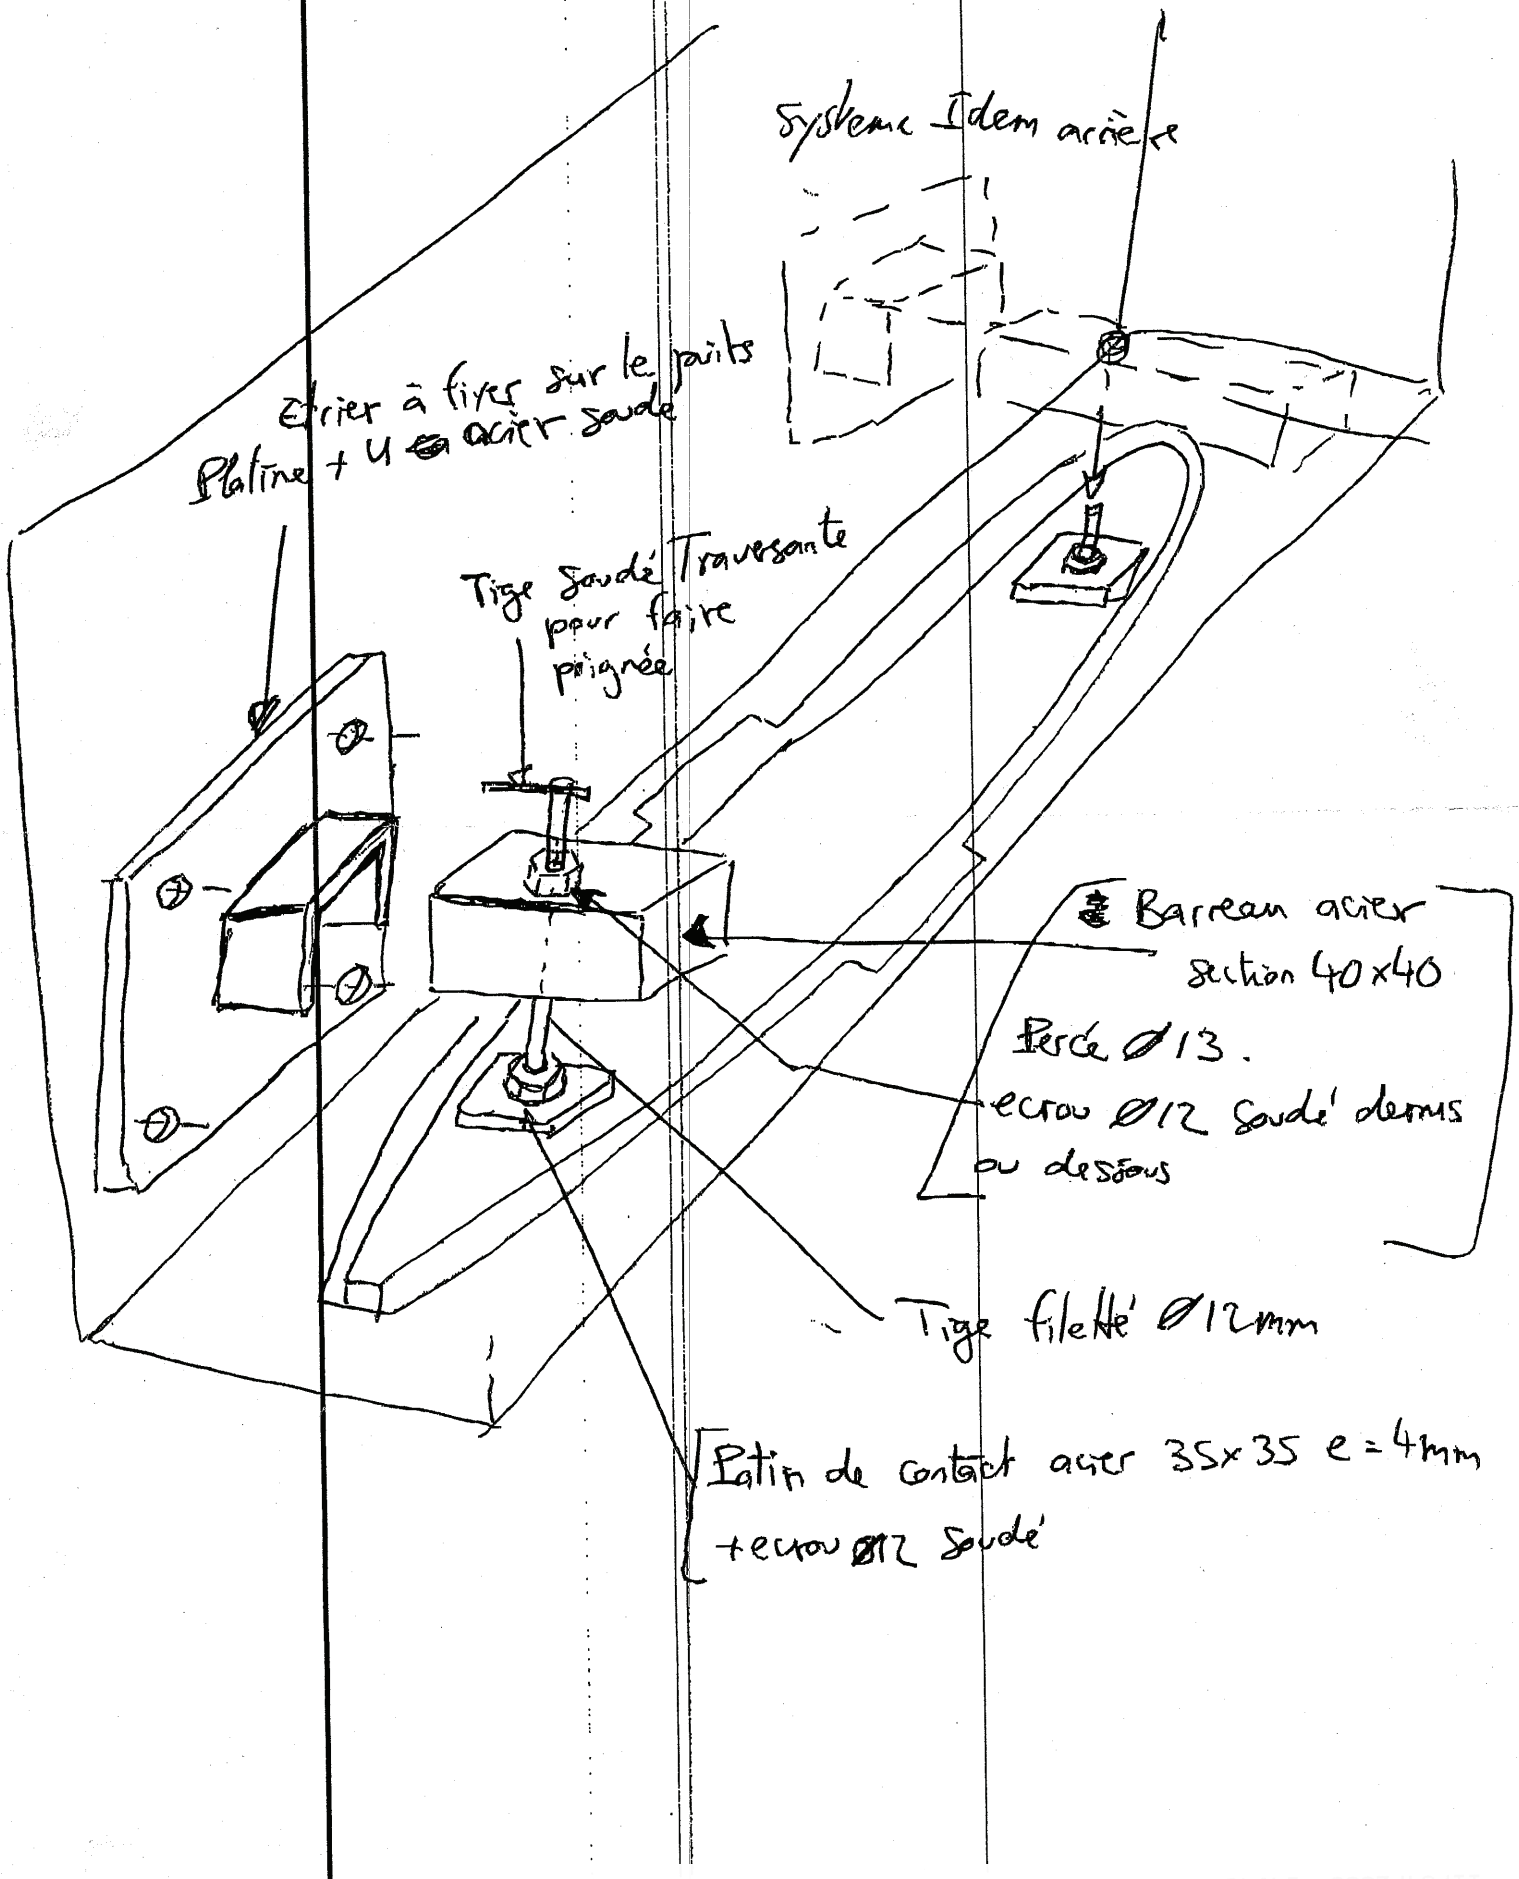 Système Idem arrière
Etrier à fixer sur le puits
Platine + U acier soudé
Tige soudé Traversante
pour faire
poignée
Barreau acier
section 40x40
Percé Ø13.
ecrou Ø12 soudé dessus
ou dessous
Tige filetté Ø12mm
Patin de contact acier 35x35 e=4mm
+ecrou Ø12 soudé